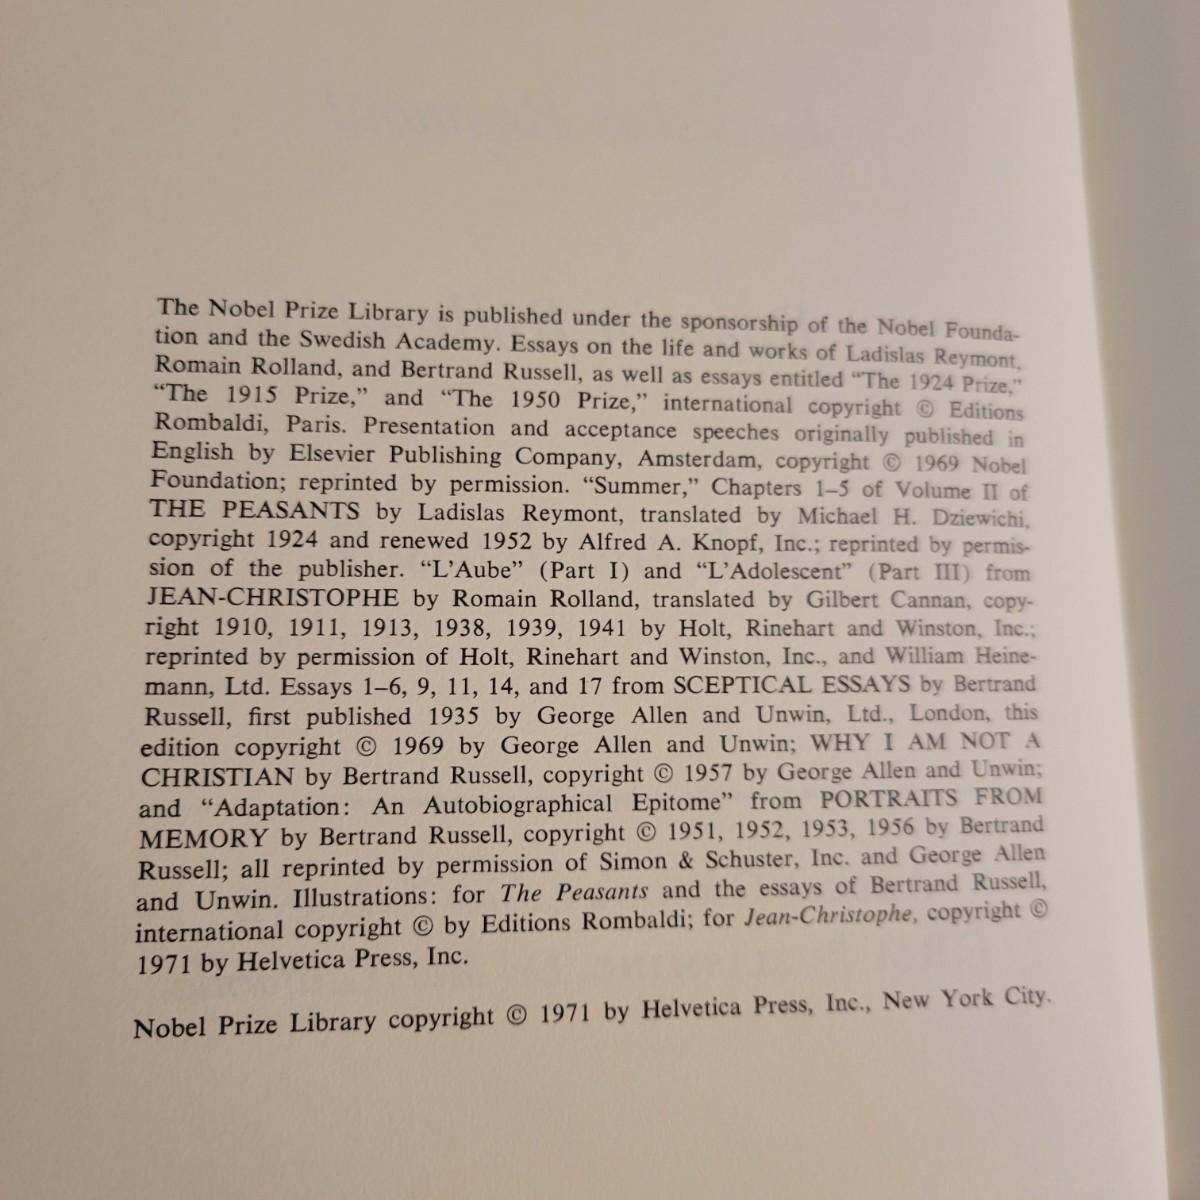 The Nobel Prize Library is published under the sponsorship of the Nobel Founda-
tion and the Swedish Academy. Essays on the life and works of Ladislas Reymont,
Romain Rolland, and Bertrand Russell, as well as essays entitled “The 1924 Prize,”
“The 1915 Prize,” and “The 1950 Prize,” international copyright © Editions
Rombaldi, Paris. Presentation and acceptance speeches originally published in
English by Elsevier Publishing Company, Amsterdam, copyright © 1969 Nobel
Foundation; reprinted by permission. “Summer,” Chapters 1–5 of Volume II of
THE PEASANTS by Ladislas Reymont, translated by Michael H. Dziewichi,
copyright 1924 and renewed 1952 by Alfred A. Knopf, Inc.; reprinted by permis-
sion of the publisher. “L’Aube” (Part I) and “L’Adolescent” (Part III) from
JEAN-CHRISTOPHE by Romain Rolland, translated by Gilbert Cannan, copy-
right 1910, 1911, 1913, 1938, 1939, 1941 by Holt, Rinehart and Winston, Inc.;
reprinted by permission of Holt, Rinehart and Winston, Inc., and William Heine-
mann, Ltd. Essays 1–6, 9, 11, 14, and 17 from SCEPTICAL ESSAYS by Bertrand
Russell, first published 1935 by George Allen and Unwin, Ltd., London, this
edition copyright © 1969 by George Allen and Unwin; WHY I AM NOT A
CHRISTIAN by Bertrand Russell, copyright © 1957 by George Allen and Unwin;
and “Adaptation: An Autobiographical Epitome” from PORTRAITS FROM
MEMORY by Bertrand Russell, copyright © 1951, 1952, 1953, 1956 by Bertrand
Russell; all reprinted by permission of Simon & Schuster, Inc. and George Allen
and Unwin. Illustrations: for The Peasants and the essays of Bertrand Russell,
international copyright © by Editions Rombaldi; for Jean-Christophe, copyright ©
1971 by Helvetica Press, Inc.
Nobel Prize Library copyright © 1971 by Helvetica Press, Inc., New York City.